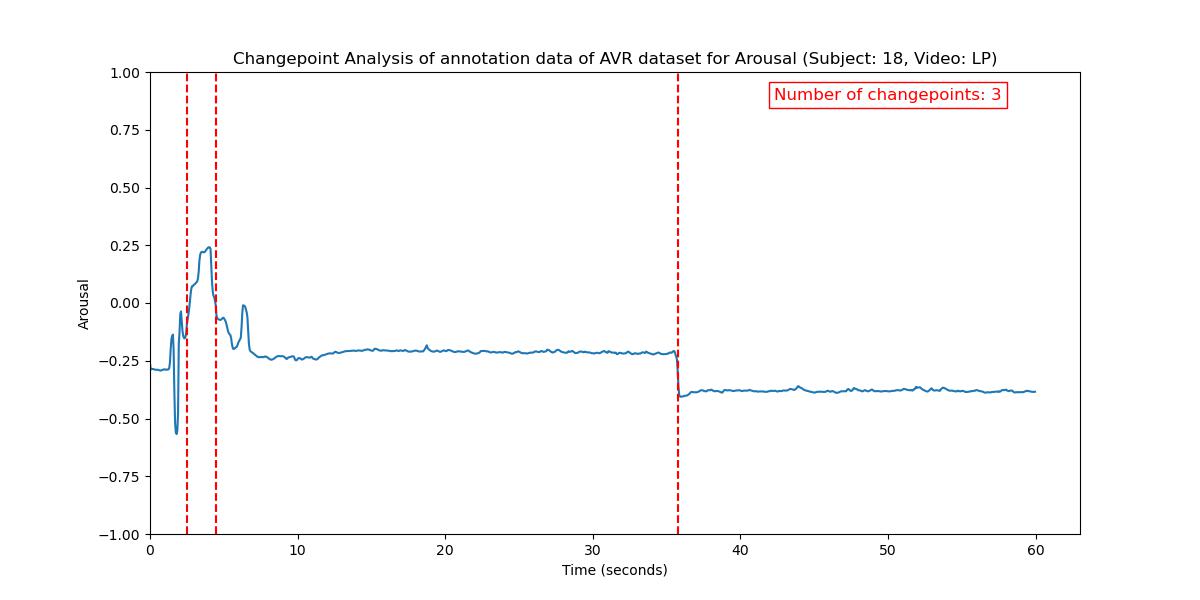 Changepoint Analysis of annotation data of AVR dataset for Arousal (Subject: 18, Video: LP)
Number of changepoints: 3
1.00
0.75
0.50
0.25
0.00
−0.25
−0.50
−0.75
−1.00
Arousal
0 10 20 30 40 50 60
Time (seconds)